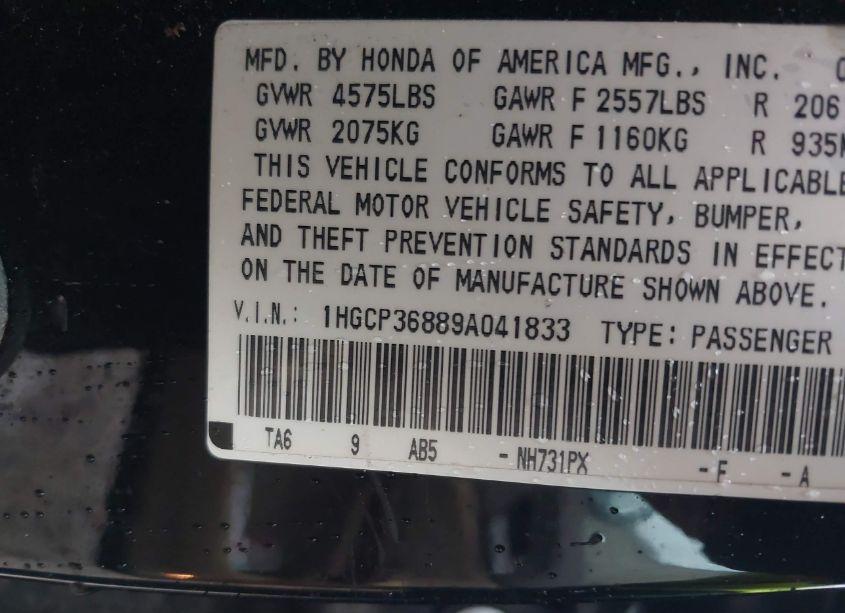 MFD. BY HONDA OF AMERICA MFG., INC.
GVWR 4575LBS GAWR F 2557LBS R 206
GVWR 2075KG GAWR F 1160KG R 935
THIS VEHICLE CONFORMS TO ALL APPLICABLE
FEDERAL MOTOR VEHICLE SAFETY, BUMPER,
AND THEFT PREVENTION STANDARDS IN EFFECT
ON THE DATE OF MANUFACTURE SHOWN ABOVE.
V.I.N.: 1HGCP36889A041833 TYPE: PASSENGER
TA6 9 AB5 -NH731PX -F -A